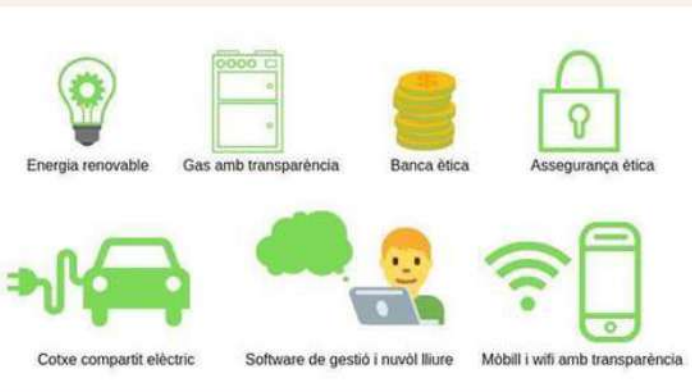 Energia renovable
Gas amb transparència
Banca ètica
Assegurança ètica
Cotxe compartit elèctric
Software de gestió i nuvòl lliure
Mòbill i wifi amb transparència